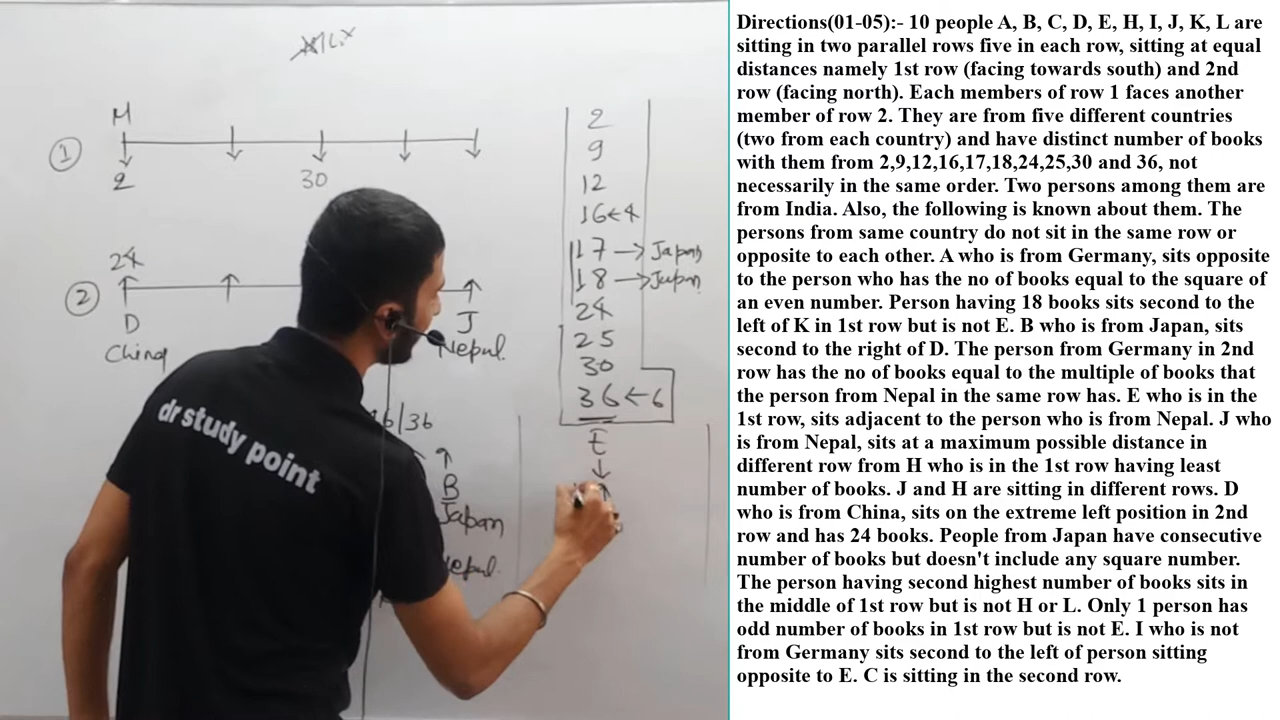 Directions(01-05):- 10 people A, B, C, D, E, H, I, J, K, L are
sitting in two parallel rows five in each row, sitting at equal
distances namely 1st row (facing towards south) and 2nd
row (facing north). Each members of row 1 faces another
member of row 2. They are from five different countries
(two from each country) and have distinct number of books
with them from 2,9,12,16,17,18,24,25,30 and 36, not
necessarily in the same order. Two persons among them are
from India. Also, the following is known about them. The
persons from same country do not sit in the same row or
opposite to each other. A who is from Germany, sits opposite
to the person who has the no of books equal to the square of
an even number. Person having 18 books sits second to the
left of K in 1st row but is not E. B who is from Japan, sits
second to the right of D. The person from Germany in 2nd
row has the no of books equal to the multiple of books that
the person from Nepal in the same row has. E who is in the
1st row, sits adjacent to the person who is from Nepal. J who
is from Nepal, sits at a maximum possible distance in
different row from H who is in the 1st row having least
number of books. J and H are sitting in different rows. D
who is from China, sits on the extreme left position in 2nd
row and has 24 books. People from Japan have consecutive
number of books but doesn't include any square number.
The person having second highest number of books sits in
the middle of 1st row but is not H or L. Only 1 person has
odd number of books in 1st row but is not E. I who is not
from Germany sits second to the left of person sitting
opposite to E. C is sitting in the second row.
H
1
2
30
24
2
D
China
J
Nepal
2
9
12
16←4
17→Japan
18→Japan
24
25
30
36←6
E
/36
B
Japan
dr study point